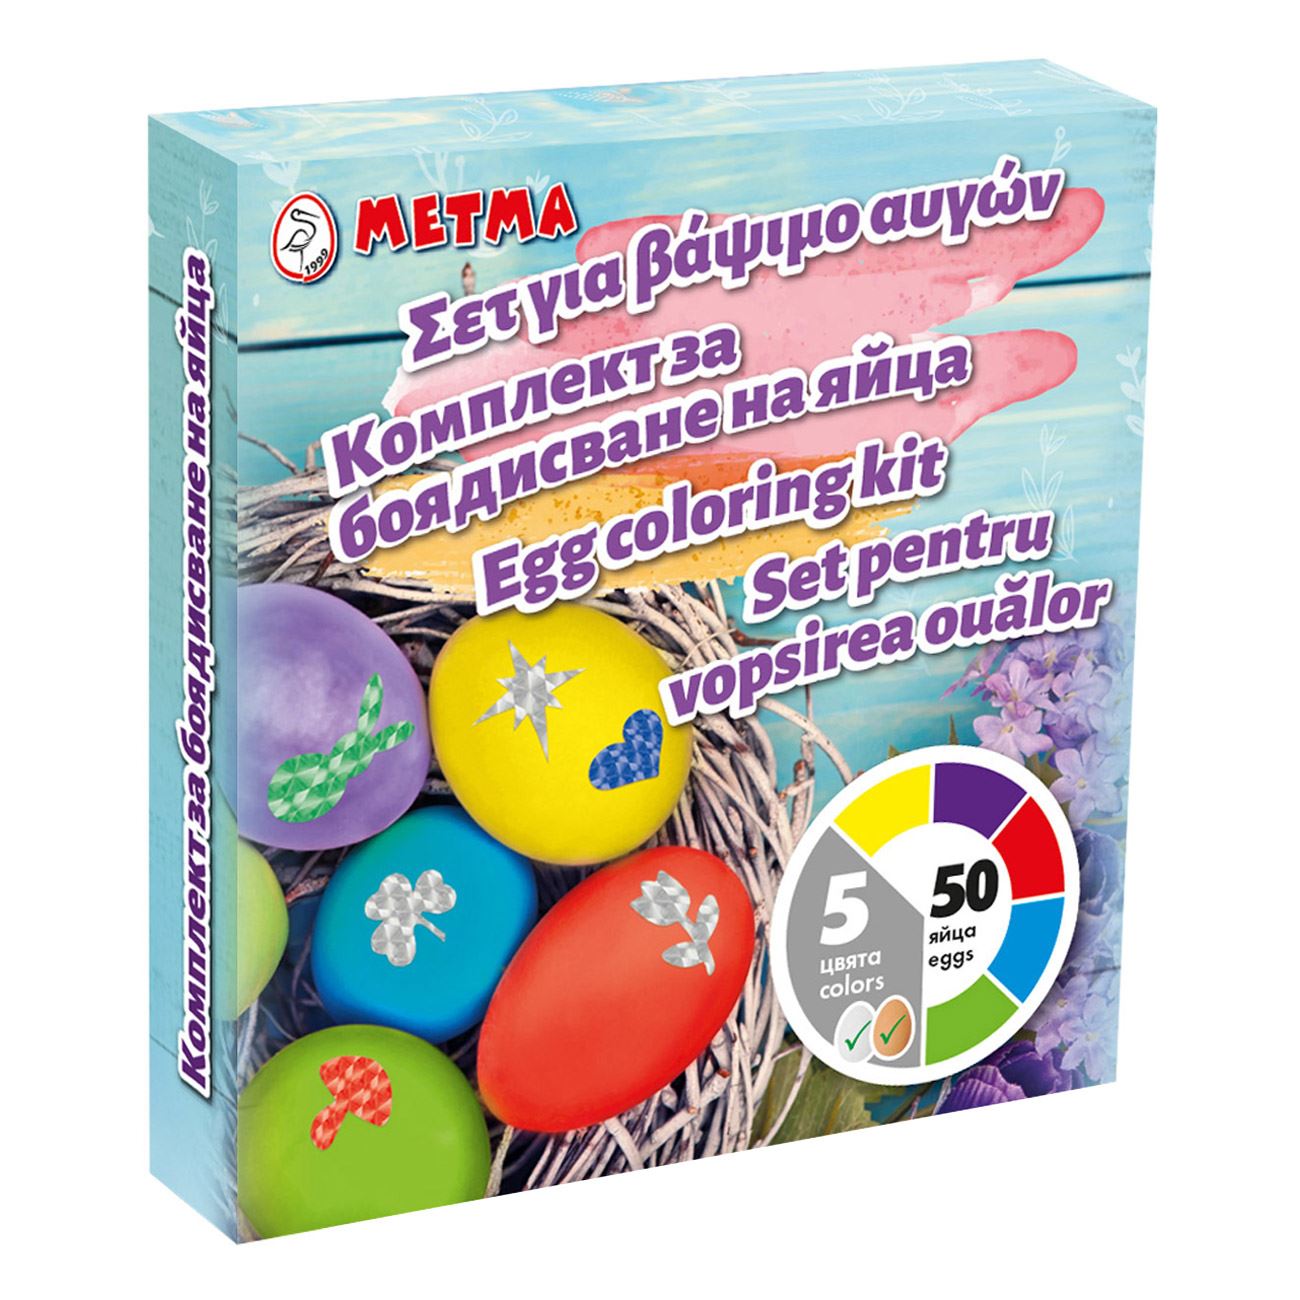 1999
МЕТМА
Σετ για βάψιμο αυγών
Комплект за
боядисване на яйца
Egg coloring kit
Set pentru
vopsirea ouălor
5
цвята
colors
50
яйца
eggs
Комплект за боядисване на яйца